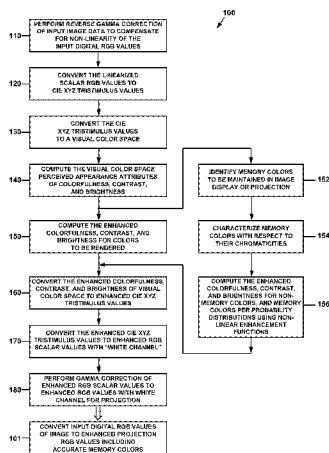 160
110
PERFORM REVERSE GAMMA CORRECTION
OF INPUT IMAGE DATA TO COMPENSATE
FOR NON-LINEARITY OF THE
INPUT DIGITAL RGB VALUES
120
CONVERT THE LINEARIZED
SCALAR RGB VALUES TO
CIE XYZ TRISTIMULUS VALUES
130
CONVERT THE CIE
XYZ TRISTIMULUS VALUES
TO A VISUAL COLOR SPACE
140
COMPUTE THE VISUAL COLOR SPACE
PERCEIVED APPEARANCE ATTRIBUTES
OF COLORFULNESS, CONTRAST,
AND BRIGHTNESS
150
COMPUTE THE ENHANCED
COLORFULNESS, CONTRAST, AND
BRIGHTNESS FOR COLORS
TO BE RENDERED
160
CONVERT THE ENHANCED COLORFULNESS,
CONTRAST, AND BRIGHTNESS OF VISUAL
COLOR SPACE TO ENHANCED CIE XYZ
TRISTIMULUS VALUES
170
CONVERT THE ENHANCED CIE XYZ
TRISTIMULUS VALUES TO ENHANCED RGB
SCALAR VALUES WITH "WHITE CHANNEL"
180
PERFORM GAMMA CORRECTION OF
ENHANCED RGB SCALAR VALUES TO
ENHANCED RGB VALUES WITH WHITE
CHANNEL FOR PROJECTION
161
CONVERT INPUT DIGITAL RGB VALUES
OF IMAGE TO ENHANCED PROJECTION
RGB VALUES INCLUDING
ACCURATE MEMORY COLORS
IDENTIFY MEMORY COLORS
TO BE MAINTAINED IN IMAGE
DISPLAY OR PROJECTION
152
CHARACTERIZE MEMORY
COLORS WITH RESPECT TO
THEIR CHROMATICITIES
154
COMPUTE THE ENHANCED
COLORFULNESS, CONTRAST,
AND BRIGHTNESS FOR NON-
MEMORY COLORS, AND MEMORY
COLORS PER PROBABILITY
DISTRIBUTIONS USING NON-
LINEAR ENHANCEMENT
FUNCTIONS
156